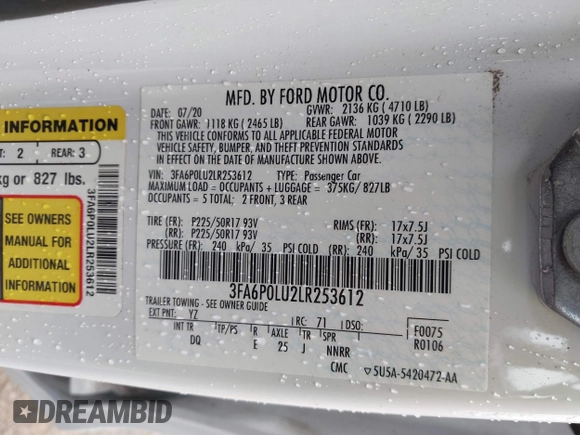 MFD. BY FORD MOTOR CO.
07/20 GVWR: 2136 KG ( 4710 LB)
FRONT GAWR: 1118 KG ( 2465 LB) REAR GAWR: 1039 KG ( 2290 LB)
THIS VEHICLE CONFORMS TO ALL APPLICABLE FEDERAL MOTOR
VEHICLE SAFETY, BUMPER, AND THEFT PREVENTION STANDARDS
IN EFFECT ON THE DATE OF MANUFACTURE SHOWN ABOVE.
VIN: 3FA6P0LU2LR253612 TYPE: Passenger Car
MAXIMUM LOAD = OCCUPANTS + LUGGAGE = 375KG/ 827LB
OCCUPANTS = 5 TOTAL: 2 FRONT, 3 REAR
TIRE (FF): P225/50R17 93V RIMS (FF): 17x7.5J
(RR): P225/50R17 93V (RR): 17x7.5J
PRESSURE (FF): 240 kPa/ 35 PSI COLD (RR): 240 kPa/ 35 PSI COLD
3FA6P0LU2LR253612
TRAILER TOWING - SEE OWNER GUIDE
EXT PNT: YZ RC: 71 DSO: F0075
INT TR TP/PS R AXLE TR SPR R0106
DQ E 25 J NNRR
CMC ▽5U5A-5420472-AA
INFORMATION
2 REAR: 3
kg or 827 lbs.
SEE OWNERS
MANUAL FOR
ADDITIONAL
INFORMATION
3FA6P0LU2LR253612
DREAMBID